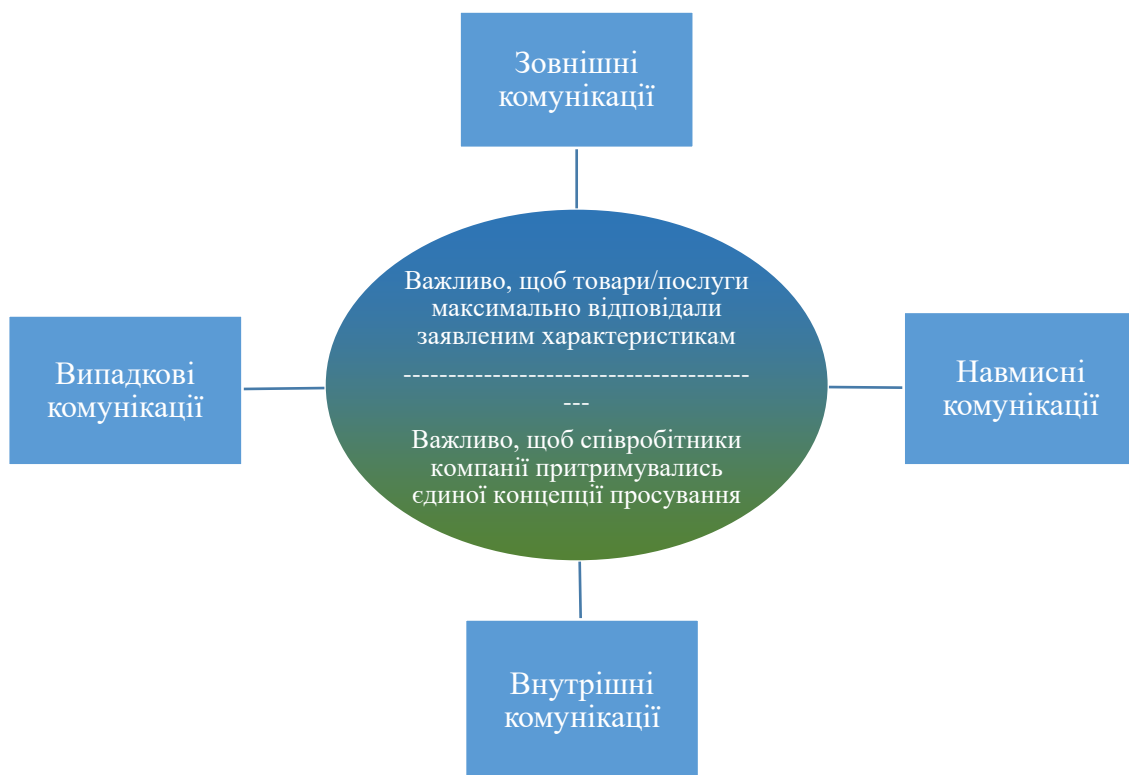 Зовнішні
комунікації
Важливо, щоб товари/послуги
максимально відповідали
заявленим характеристикам
---------------------------------------
---
Важливо, щоб співробітники
компанії притримувались
єдиної концепції просування
Випадкові
комунікації
Навмисні
комунікації
Внутрішні
комунікації